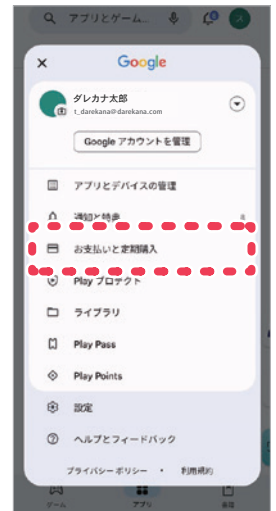 アプリとゲーム...
Google
ダレカナ太郎
t_darekana@darekana.com
Google アカウントを管理
アプリとデバイスの管理
通知と特典
お支払いと定期購入
Play プロテクト
ライブラリ
Play Pass
Play Points
設定
ヘルプとフィードバック
プライバシー ポリシー • 利用規約
ゲーム アプリ